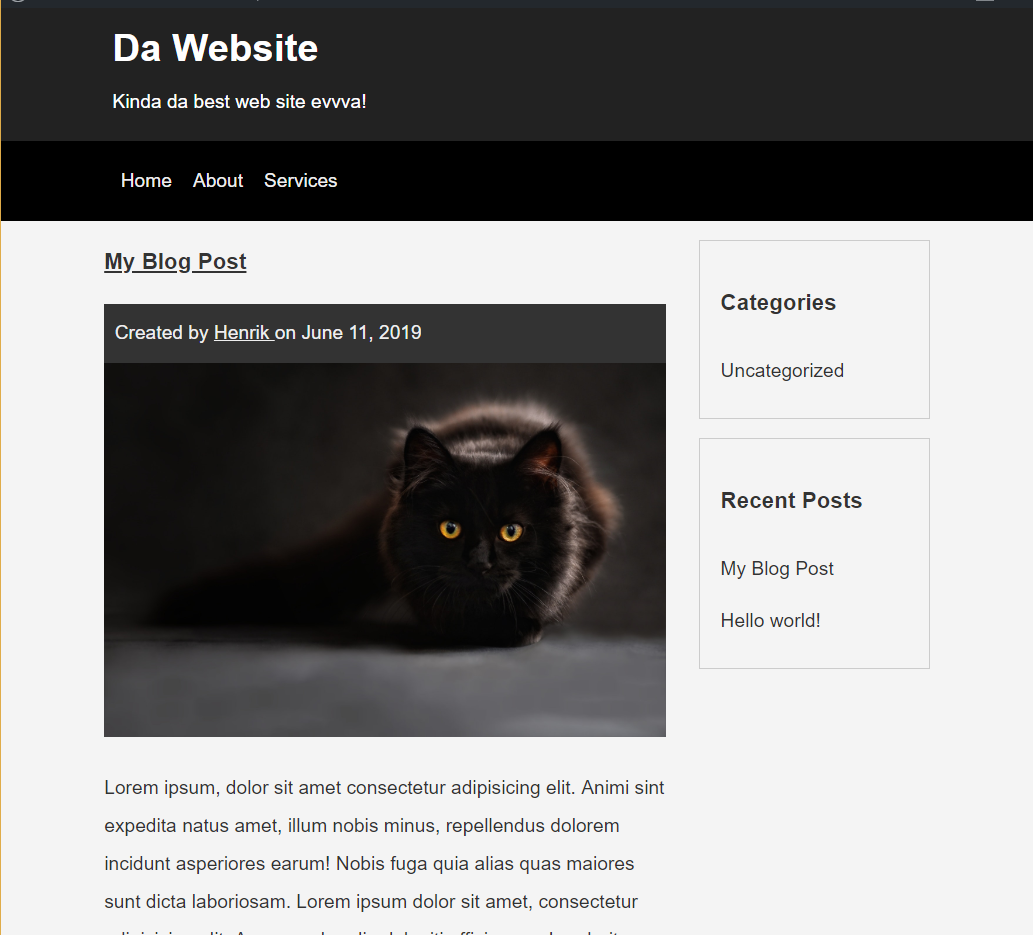 Da Website
Kinda da best web site evvva!
Home About Services
My Blog Post
Created by Henrik on June 11, 2019
Lorem ipsum, dolor sit amet consectetur adipisicing elit. Animi sint
expedita natus amet, illum nobis minus, repellendus dolorem
incidunt asperiores earum! Nobis fuga quia alias quas maiores
sunt dicta laboriosam. Lorem ipsum dolor sit amet, consectetur
Categories
Uncategorized
Recent Posts
My Blog Post
Hello world!